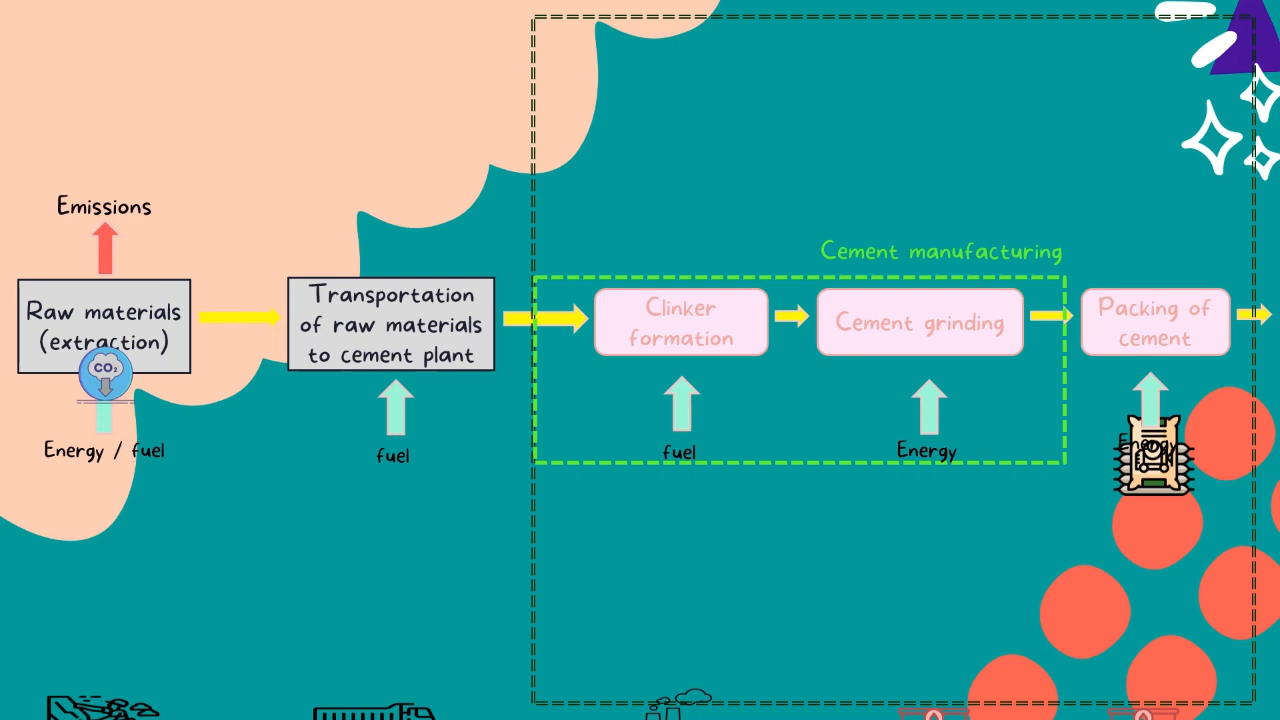 Emissions
Raw materials
(extraction)
CO₂
Energy / fuel
Transportation
of raw materials
to cement plant
fuel
Cement manufacturing
Clinker
formation
fuel
Cement grinding
Energy
Packing of
cement
Energy